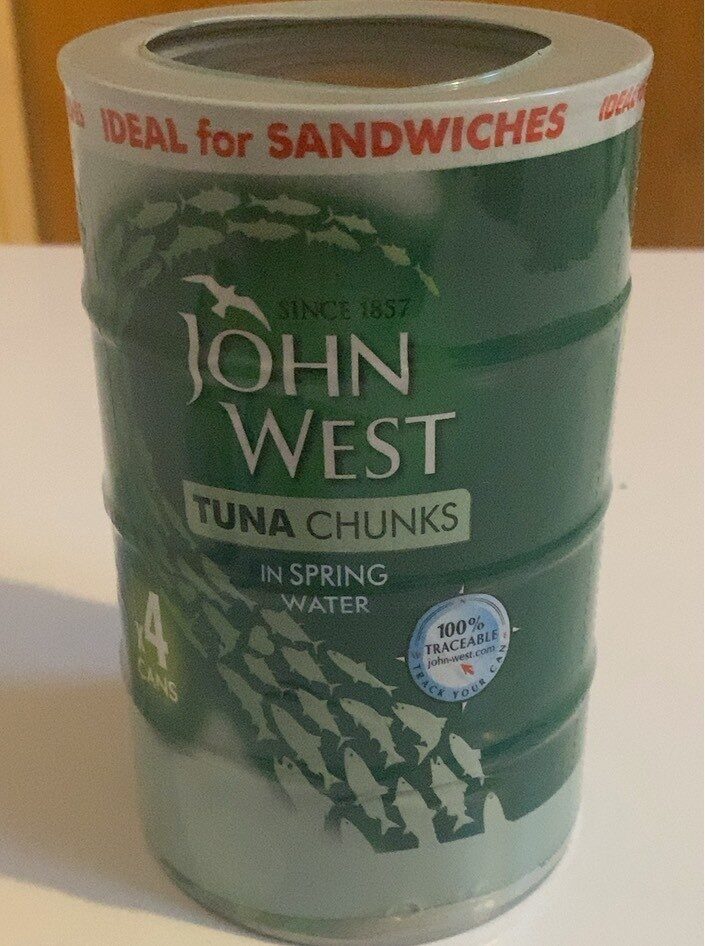 IDEAL for SANDWICHES
SINCE 1857
JOHN
WEST
TUNA CHUNKS
IN SPRING
WATER
x4
CANS
100%
TRACEABLE
john-west.com
TRACK YOUR CAN